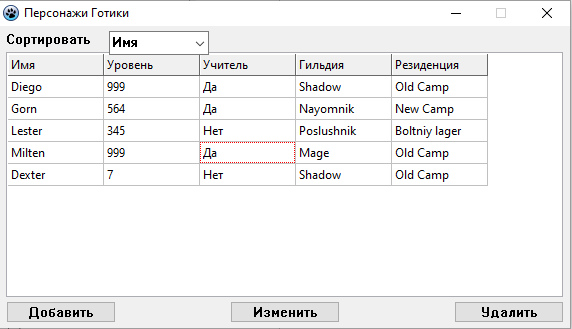 Персонажи Готики
Сортировать Имя
Имя Уровень Учитель Гильдия Резиденция
Diego 999 Да Shadow Old Camp
Gorn 564 Да Nayomnik New Camp
Lester 345 Нет Poslushnik Boltniy lager
Milten 999 Да Mage Old Camp
Dexter 7 Нет Shadow Old Camp
Добавить Изменить Удалить